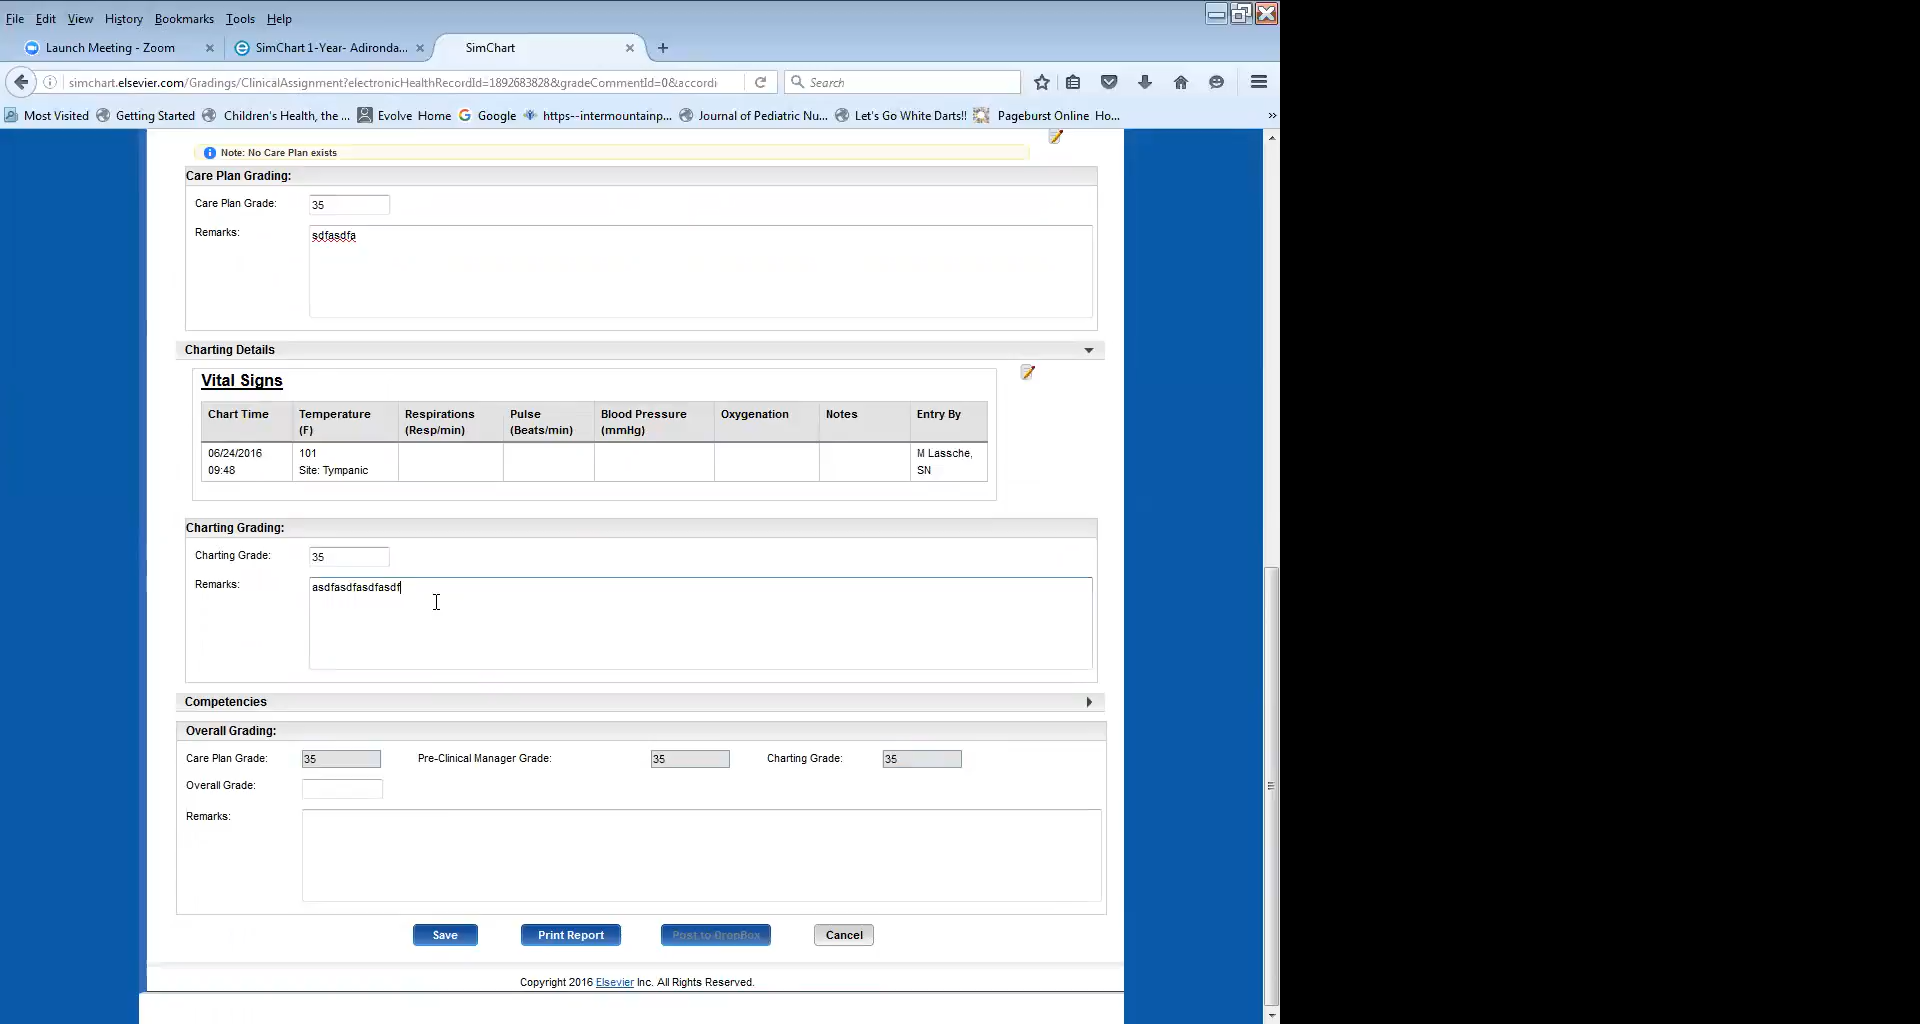 File Edit View History Bookmarks Tools Help
Launch Meeting - Zoom SimChart 1-Year- Adironda... SimChart
simchart.elsevier.com/Gradings/ClinicalAssignment?electronicHealthRecordId=1892683828&gradeCommentId=0&accordi Search
Most Visited Getting Started Children's Health, the ... Evolve Home Google https--intermountainp... Journal of Pediatric Nu... Let's Go White Darts!! Pageburst Online Ho...
Note: No Care Plan exists
Care Plan Grading:
Care Plan Grade: 35
Remarks: sdfasdfa
Charting Details
Vital Signs
Chart Time Temperature Respirations Pulse Blood Pressure Oxygenation Notes Entry By
(F) (Resp/min) (Beats/min) (mmHg)
06/24/2016 101 M Lassche,
09:48 Site: Tympanic SN
Charting Grading:
Charting Grade: 35
Remarks: asdfasdfasdfasdf
Competencies
Overall Grading:
Care Plan Grade: 35 Pre-Clinical Manager Grade: 35 Charting Grade: 35
Overall Grade:
Remarks:
Save Print Report Post to DropBox Cancel
Copyright 2016 Elsevier Inc. All Rights Reserved.